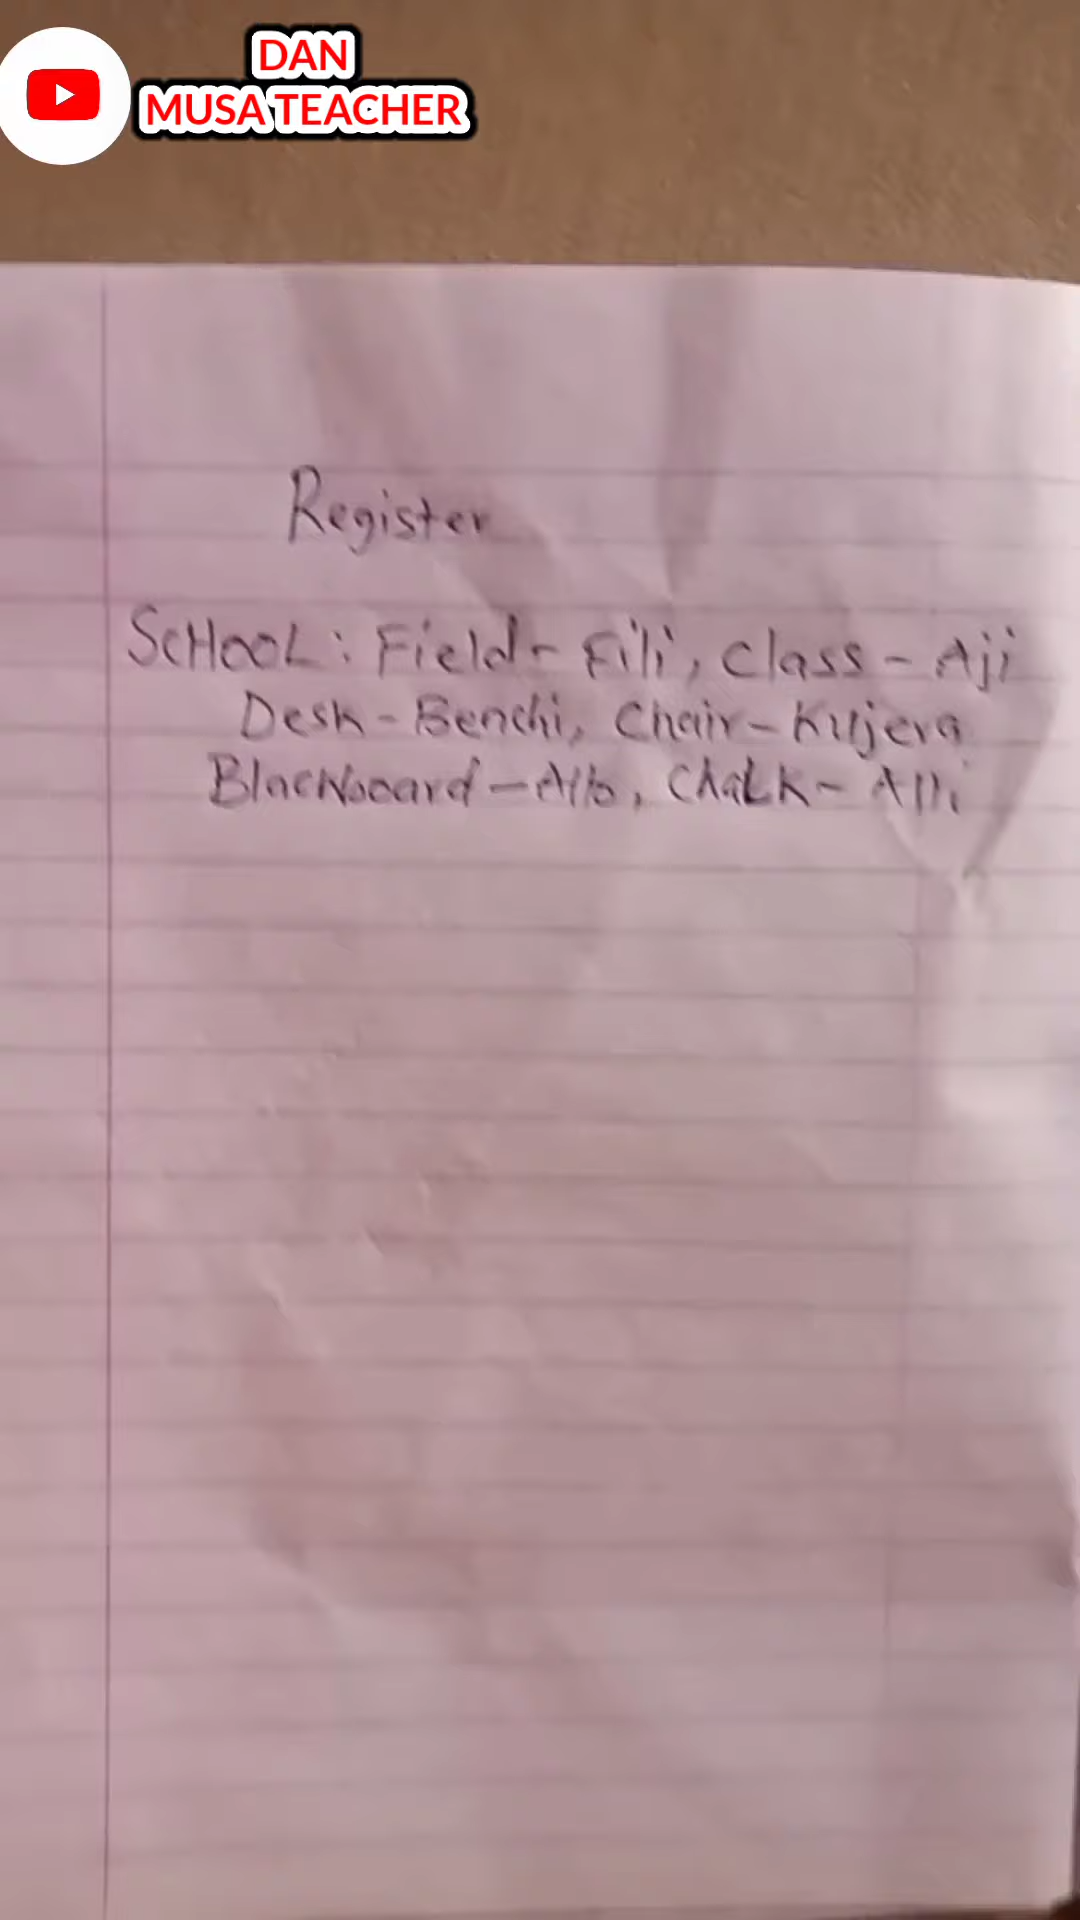 DAN
MUSA TEACHER
Register
SCHOOL: Field - Fili, Class - Aji
Desk - Benchi, Chair - Kujera
Blackboard - Allo, Chalk - Alli